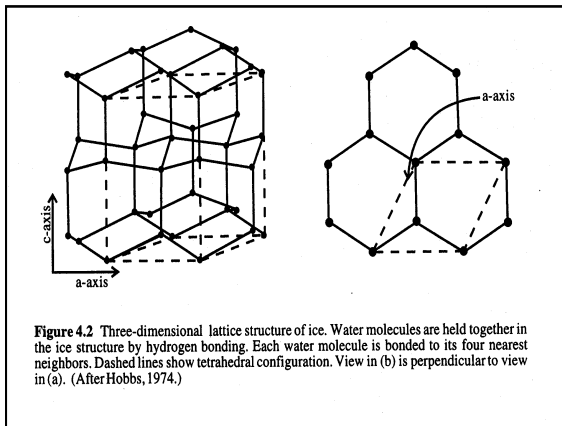 c-axis
a-axis
a-axis
Figure 4.2 Three-dimensional lattice structure of ice. Water molecules are held together in
the ice structure by hydrogen bonding. Each water molecule is bonded to its four nearest
neighbors. Dashed lines show tetrahedral configuration. View in (b) is perpendicular to view
in (a). (After Hobbs, 1974.)